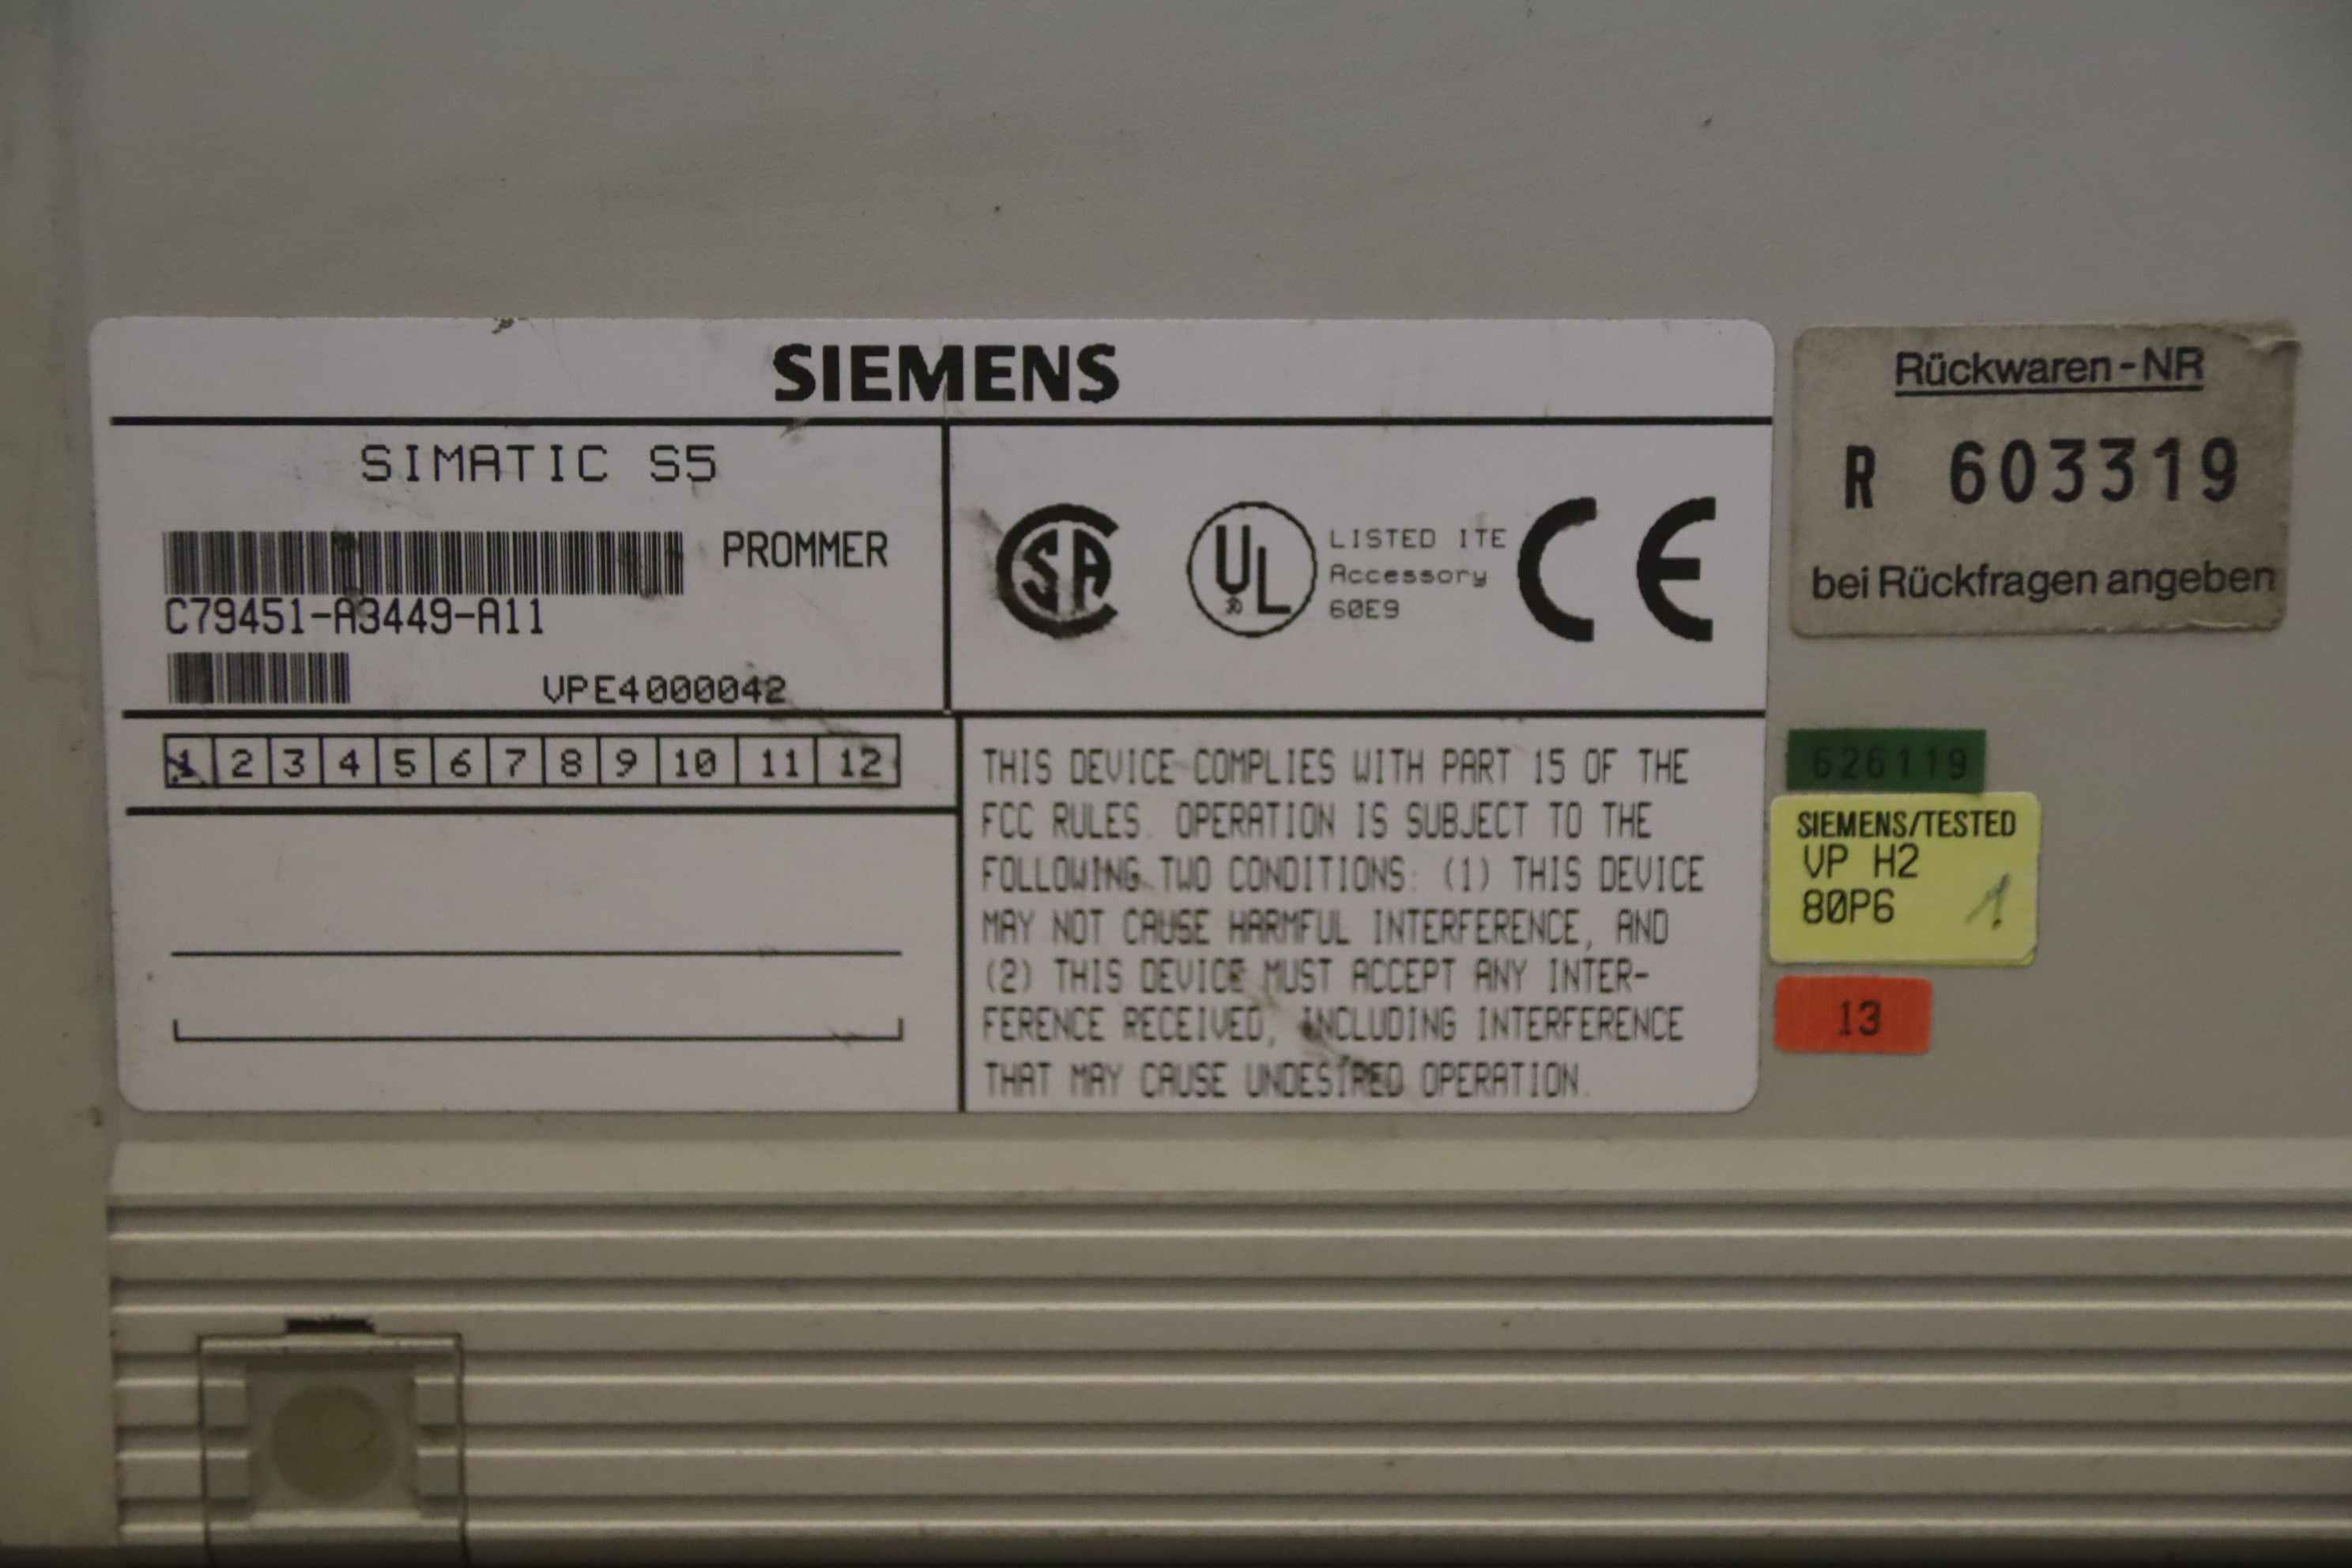 SIEMENS
SIMATIC S5
PROMMER
C79451-A3449-A11
VPE4000042
1 2 3 4 5 6 7 8 9 10 11 12
SA
UL
LISTED ITE
Accessory
60E9
CE
THIS DEVICE COMPLIES WITH PART 15 OF THE
FCC RULES. OPERATION IS SUBJECT TO THE
FOLLOWING TWO CONDITIONS: (1) THIS DEVICE
MAY NOT CAUSE HARMFUL INTERFERENCE, AND
(2) THIS DEVICE MUST ACCEPT ANY INTER-
FERENCE RECEIVED, INCLUDING INTERFERENCE
THAT MAY CAUSE UNDESIRED OPERATION.
Rückwaren-NR
R 603319
bei Rückfragen angeben
626119
SIEMENS/TESTED
VP H2
80P6 1
13